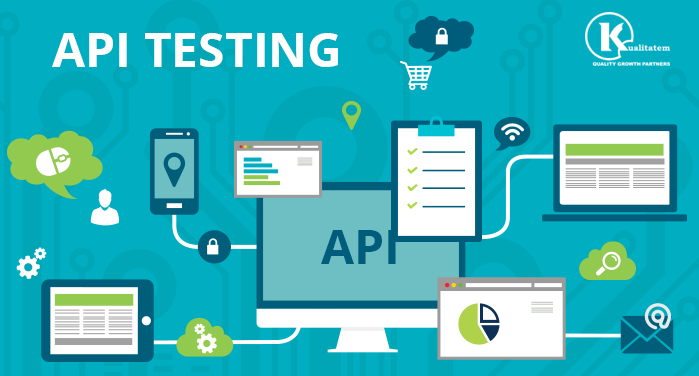 API TESTING
Kualitatem
QUALITY GROWTH PARTNERS
API
@